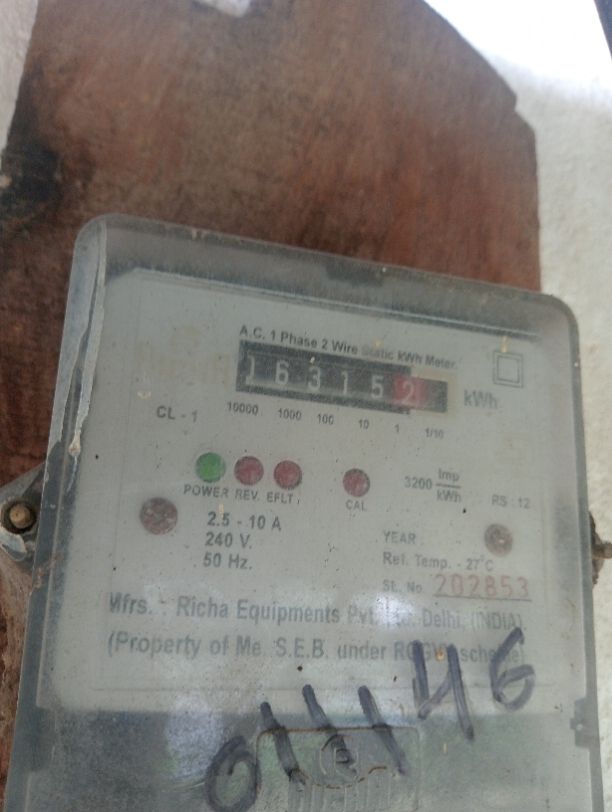 A.C. 1 Phase 2 Wire Static kWh Meter.
163152
kWh
CL - 1
10000 1000 100 10 1 1/10
POWER REV. EFLT CAL
3200 Imp/kWh
RS : 12
2.5 - 10 A
240 V.
50 Hz.
YEAR :
Ref. Temp. - 27°C
SL. No. 202853
Mfrs. : Richa Equipments Pvt. Ltd. Delhi, (INDIA)
(Property of Me. S.E.B. under RGGVY scheme)
R